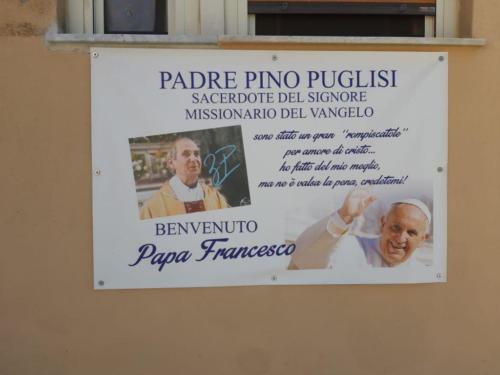 PADRE PINO PUGLISI
SACERDOTE DEL SIGNORE
MISSIONARIO DEL VANGELO
sono stato un gran "rompiscatole"
per amore di cristo...
ho fatto del mio meglio,
ma ne è valsa la pena, credetemi!
BENVENUTO
Papa Francesco